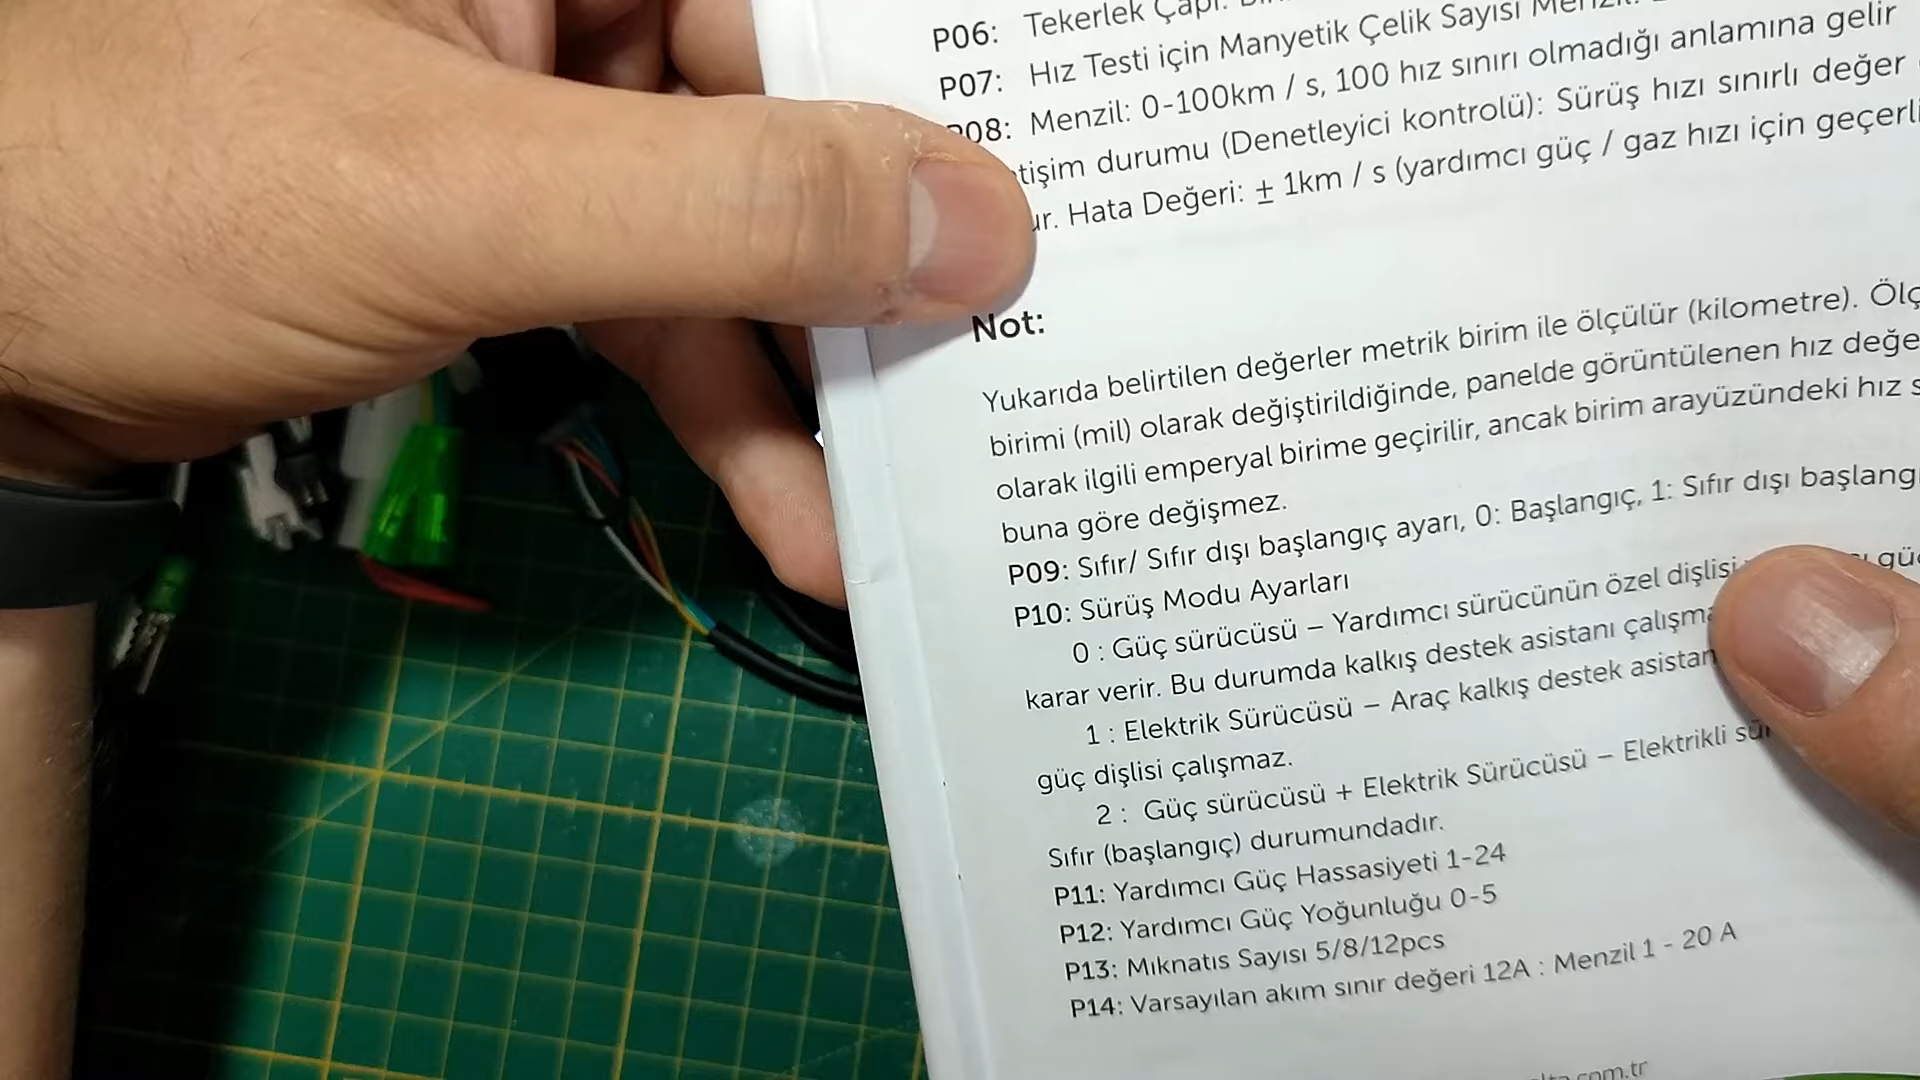 P06: Tekerlek Çapı:
P07: Hız Testi için Manyetik Çelik Sayısı Menzil:
P08: Menzil: 0-100km / s, 100 hız sınırı olmadığı anlamına gelir
(Denetleyici kontrolü): Sürüş hızı sınırlı değer
durumu
Hata Değeri: ± 1km / s (yardımcı güç / gaz hızı için geçerli
Not:
Yukarıda belirtilen değerler metrik birim ile ölçülür (kilometre).
birimi (mil) olarak değiştirildiğinde, panelde görüntülenen hız
olarak ilgili emperyal birime geçirilir, ancak birim arayüzündeki hız
buna göre değişmez.
P09: Sıfır/ Sıfır dışı başlangıç ayarı, 0: Başlangıç, 1: Sıfır dışı
P10: Sürüş Modu Ayarları
0 : Güç sürücüsü – Yardımcı sürücünün özel dişlisi
karar verir. Bu durumda kalkış destek asistanı
1 : Elektrik Sürücüsü – Araç kalkış destek
güç dişlisi çalışmaz.
2 : Güç sürücüsü + Elektrik Sürücüsü – Elektrikli
Sıfır (başlangıç) durumundadır.
P11: Yardımcı Güç Hassasiyeti 1-24
P12: Yardımcı Güç Yoğunluğu 0-5
P13: Mıknatıs Sayısı 5/8/12pcs
P14: Varsayılan akım sınır değeri 12A : Menzil 1 - 20 A